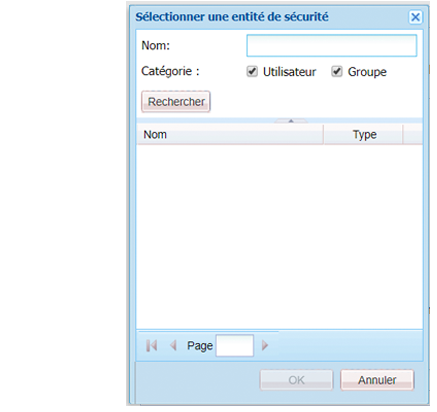 Sélectionner une entité de sécurité
Nom:
Catégorie : Utilisateur Groupe
Rechercher
Nom Type
Page
OK Annuler